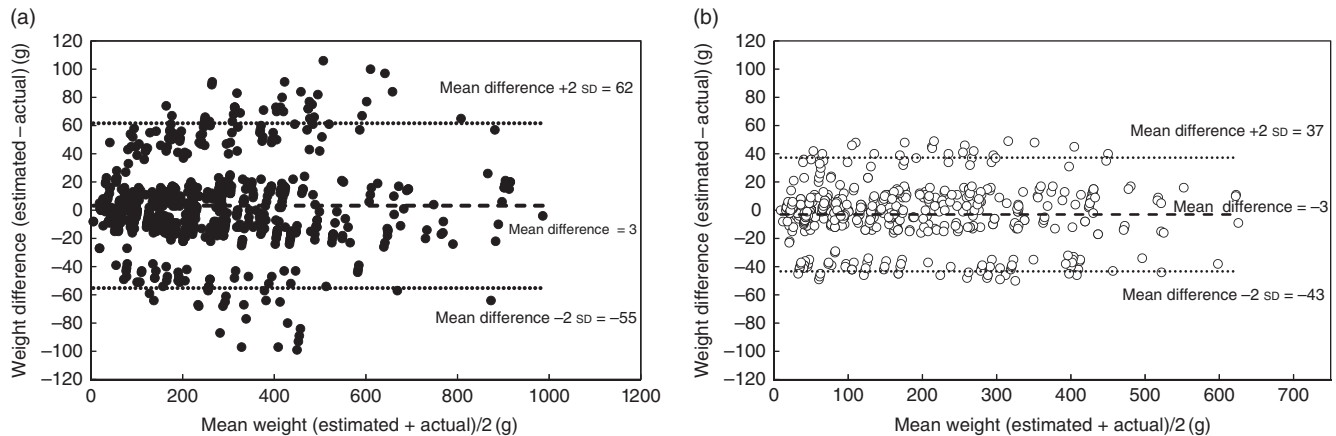 (a)
120
100
80
60
40
20
0
−20
−40
−60
−80
−100
−120
Weight difference (estimated – actual) (g)
Mean difference +2 SD = 62
Mean difference = 3
Mean difference −2 SD = −55
0 200 400 600 800 1000 1200
Mean weight (estimated + actual)/2 (g)
(b)
120
100
80
60
40
20
0
−20
−40
−60
−80
−100
−120
Weight difference (estimated – actual) (g)
Mean difference +2 SD = 37
Mean difference = −3
Mean difference −2 SD = −43
0 100 200 300 400 500 600 700
Mean weight (estimated + actual)/2 (g)